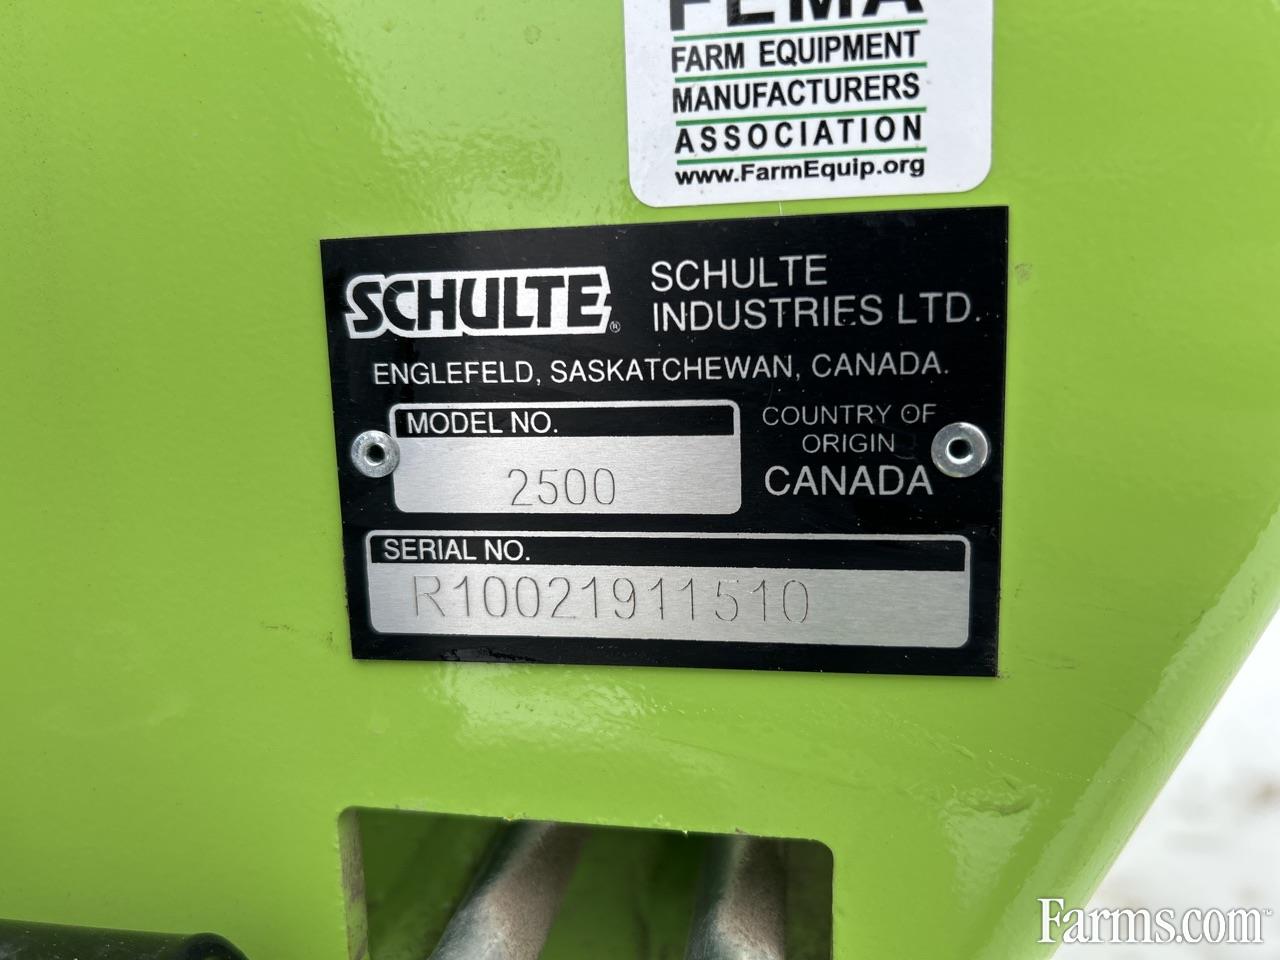 FEMA
FARM EQUIPMENT
MANUFACTURERS
ASSOCIATION
www.FarmEquip.org
SCHULTE®
SCHULTE
INDUSTRIES LTD.
ENGLEFELD, SASKATCHEWAN, CANADA.
MODEL NO.
2500
COUNTRY OF
ORIGIN
CANADA
SERIAL NO.
R10021911510
Farms.com™